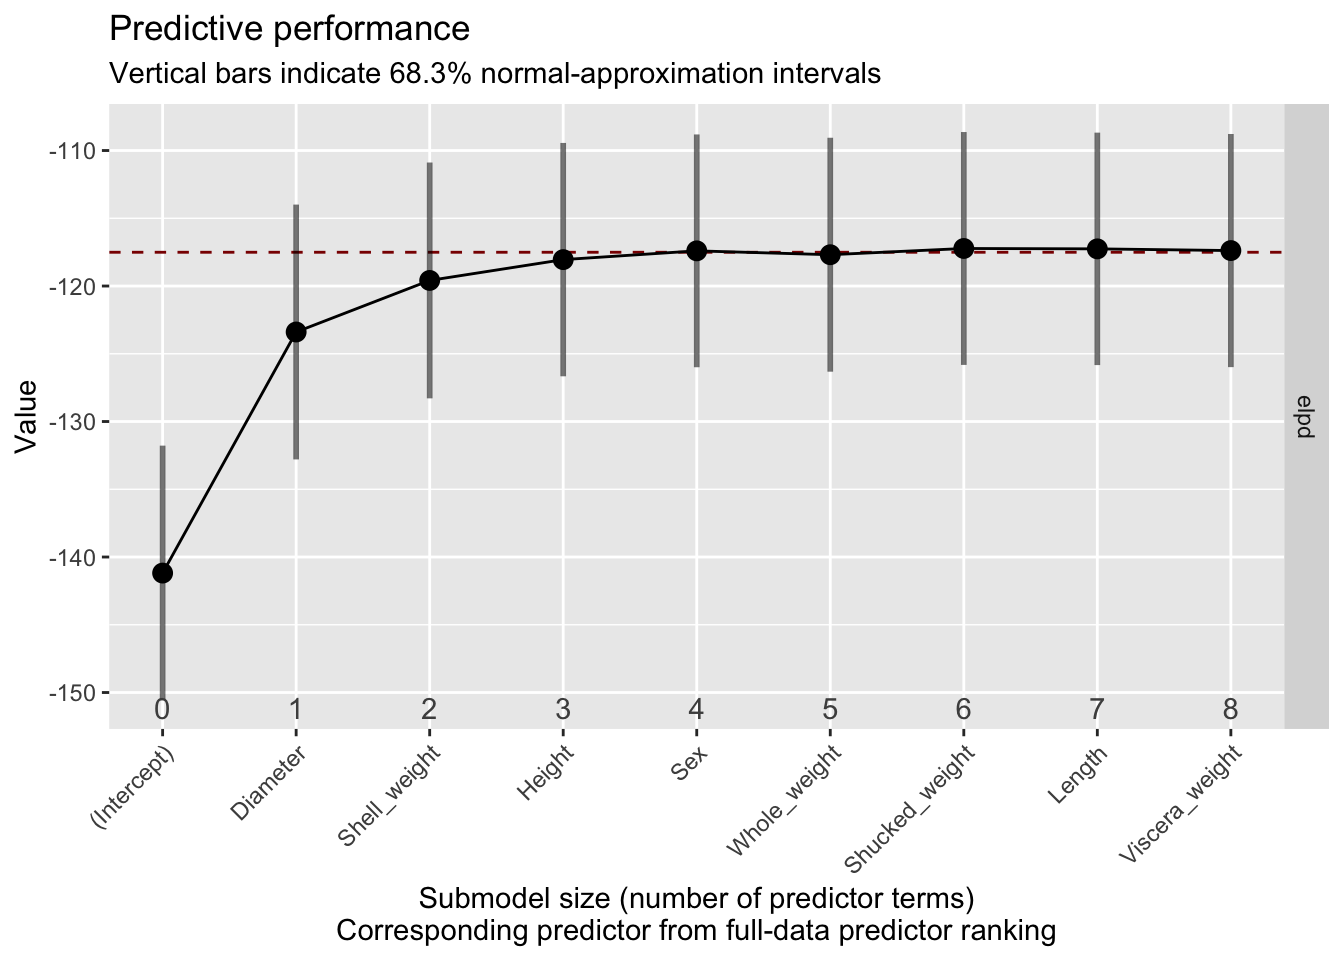 Predictive performance
Vertical bars indicate 68.3% normal-approximation intervals
Value
-110
-120
-130
-140
-150
elpd
0 1 2 3 4 5 6 7 8
(Intercept)
Diameter
Shell_weight
Height
Sex
Whole_weight
Shucked_weight
Length
Viscera_weight
Submodel size (number of predictor terms)
Corresponding predictor from full-data predictor ranking